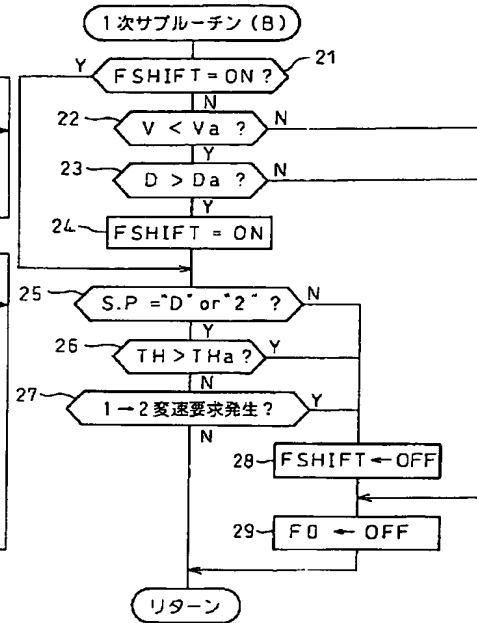 1次サブルーチン(B)
21
Y
FSHIFT=ON?
N
22
V < Va ?
N
Y
23
D > Da ?
N
Y
24
FSHIFT = ON
25
S.P ="D" or "2" ?
N
Y
26
TH>THa?
Y
N
27
1→2変速要求発生?
Y
N
28
FSHIFT←OFF
29
F0 ← OFF
リターン